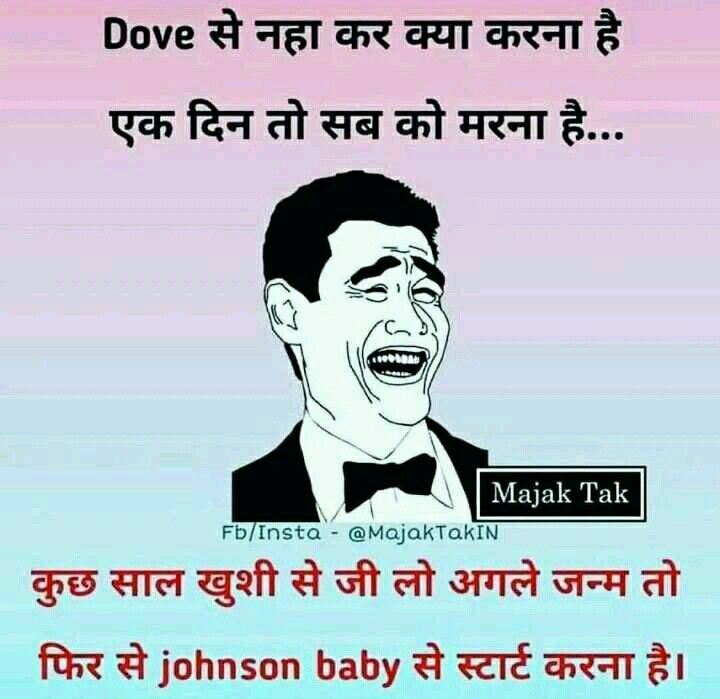 Dove से नहा कर क्या करना है
एक दिन तो सब को मरना है...
Majak Tak
Fb/Insta - @MajakTakIN
कुछ साल खुशी से जी लो अगले जन्म तो
फिर से johnson baby से स्टार्ट करना है।